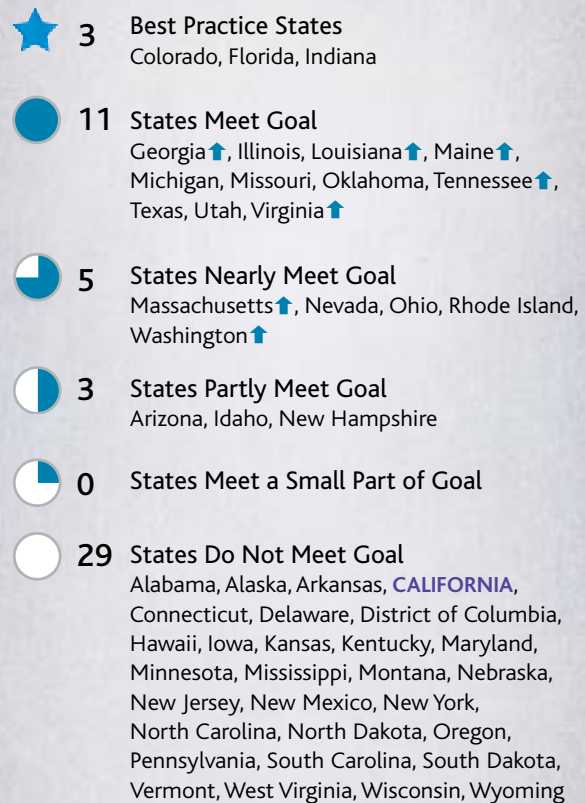 3 Best Practice States
Colorado, Florida, Indiana
11 States Meet Goal
Georgia⬆, Illinois, Louisiana⬆, Maine⬆,
Michigan, Missouri, Oklahoma, Tennessee⬆,
Texas, Utah, Virginia⬆
5 States Nearly Meet Goal
Massachusetts⬆, Nevada, Ohio, Rhode Island,
Washington⬆
3 States Partly Meet Goal
Arizona, Idaho, New Hampshire
0 States Meet a Small Part of Goal
29 States Do Not Meet Goal
Alabama, Alaska, Arkansas, CALIFORNIA,
Connecticut, Delaware, District of Columbia,
Hawaii, Iowa, Kansas, Kentucky, Maryland,
Minnesota, Mississippi, Montana, Nebraska,
New Jersey, New Mexico, New York,
North Carolina, North Dakota, Oregon,
Pennsylvania, South Carolina, South Dakota,
Vermont, West Virginia, Wisconsin, Wyoming